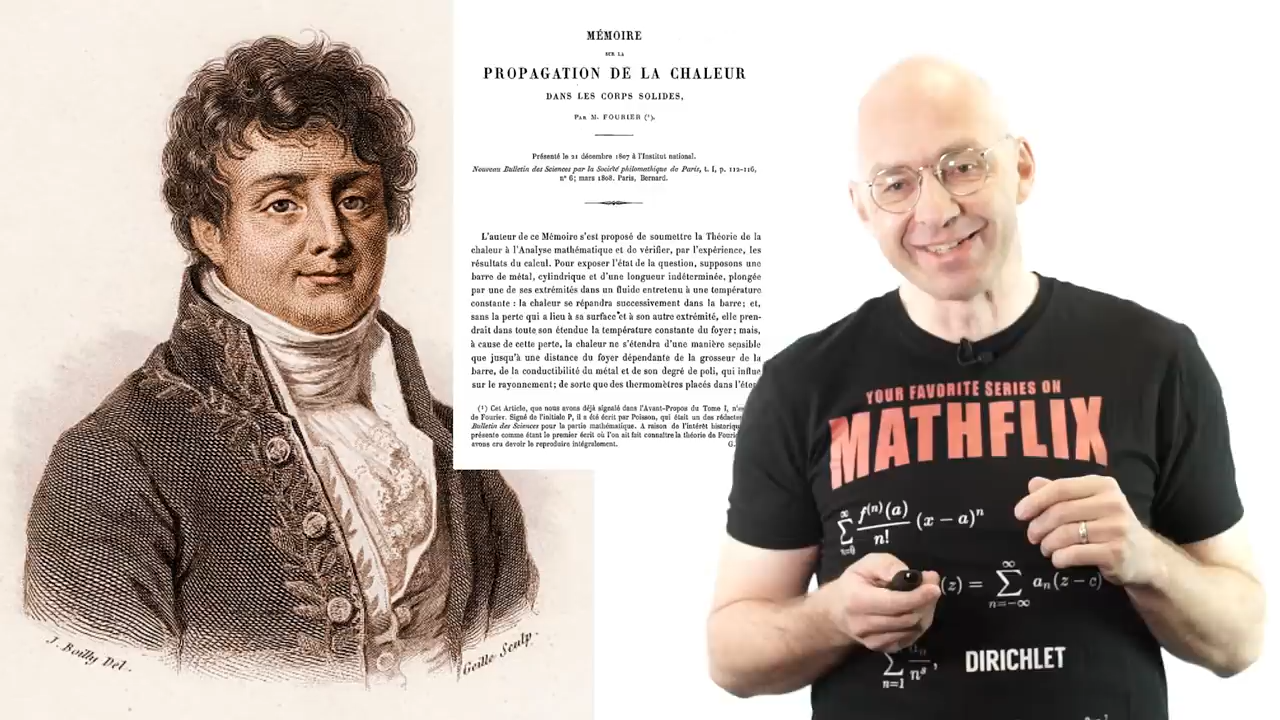 MÉMOIRE
SUR LA
PROPAGATION DE LA CHALEUR
DANS LES CORPS SOLIDES,
PAR M. FOURIER (¹).
Présenté le 21 décembre 1807 à l'Institut national.
Nouveau Bulletin des Sciences par la Société philomathique de Paris, t. I, p. 112-116,
n° 6; mars 1808. Paris, Bernard.
L'auteur de ce Mémoire s'est proposé de soumettre la Théorie de la
chaleur à l'Analyse mathématique et de vérifier, par l'expérience, les
résultats du calcul. Pour exposer l'état de la question, supposons une
barre de métal, cylindrique et d'une longueur indéterminée, plongée
par une de ses extrémités dans un fluide entretenu à une température
constante : la chaleur se répandra successivement dans la barre; et,
sans la perte qui a lieu à sa surface et à son autre extrémité, elle pren-
drait dans toute son étendue la température constante du foyer; mais,
à cause de cette perte, la chaleur ne s'étendra d'une manière sensible
que jusqu'à une distance du foyer dépendante de la grosseur de la
barre, de la conductibilité du métal et de son degré de poli, qui influe
sur le rayonnement; de sorte que des thermomètres placés dans l'éten
(¹) Cet Article, que nous avons déjà signalé dans l'Avant-Propos du Tome I, n'es
de Fourier. Signé de l'initiale P, il a été écrit par Poisson, qui était un des rédacte
Bulletin des Sciences pour la partie mathématique. A raison de l'intérêt historiqu
présente comme étant le premier écrit où l'on ait fait connaître la théorie de Fouri
avons cru devoir le reproduire intégralement. G.
J. Boilly Del.
Geille Sculp.
YOUR FAVORITE SERIES ON
MATHFLIX
∞ ∑ n=0 f⁽ⁿ⁾(a) / n! (x − a)ⁿ
(z) = ∞ ∑ n=−∞ aₙ(z − c)
∑ n=1 aₙ / nˢ, DIRICHLET